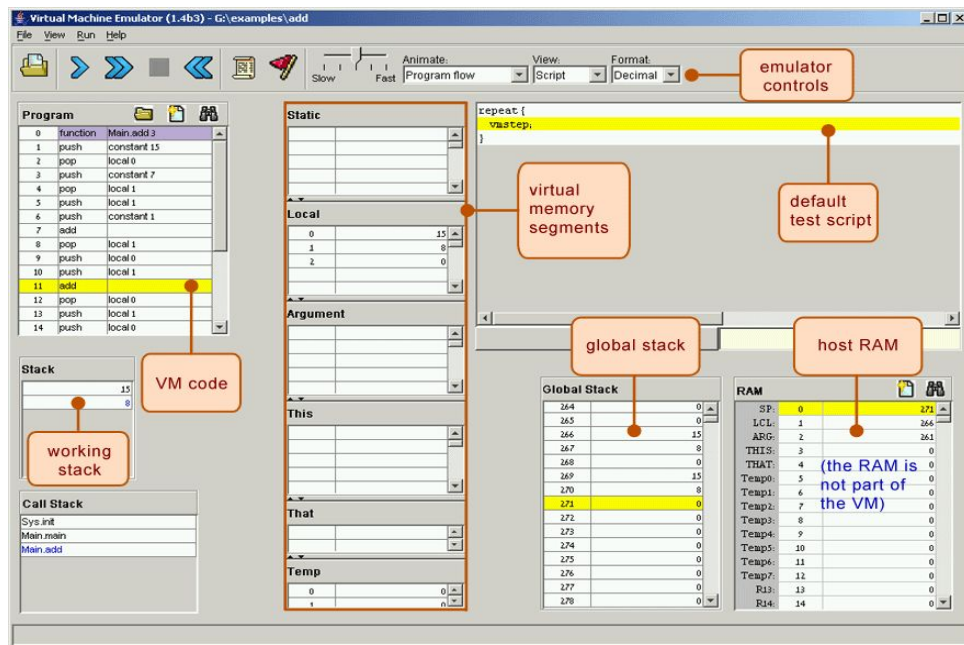 Virtual Machine Emulator (1.4b3) - G:\examples\add
File View Run Help
Slow Fast
Animate:
Program flow
View:
Script
Format:
Decimal
emulator
controls
Program
0 function Main.add 3
1 push constant 15
2 pop local 0
3 push constant 7
4 pop local 1
5 push local 1
6 push constant 1
7 add
8 pop local 1
9 push local 0
10 push local 1
11 add
12 pop local 0
13 push local 1
14 push local 0
VM code
Stack
15
8
working
stack
Call Stack
Sys.init
Main.main
Main.add
Static
Local
0 15
1 8
2 0
Argument
This
That
Temp
0 0
1 0
virtual
memory
segments
repeat {
vmstep;
}
default
test script
global stack
Global Stack
264 0
265 0
266 15
267 8
268 0
269 15
270 8
271 0
272 0
273 0
274 0
275 0
276 0
277 0
278 0
host RAM
RAM
SP: 0 271
LCL: 1 266
ARG: 2 261
THIS: 3 0
THAT: 4 0
Temp0: 5 0
Temp1: 6 0
Temp2: 7 0
Temp3: 8 0
Temp4: 9 0
Temp5: 10 0
Temp6: 11 0
Temp7: 12 0
R13: 13 0
R14: 14 0
(the RAM is
not part of
the VM)